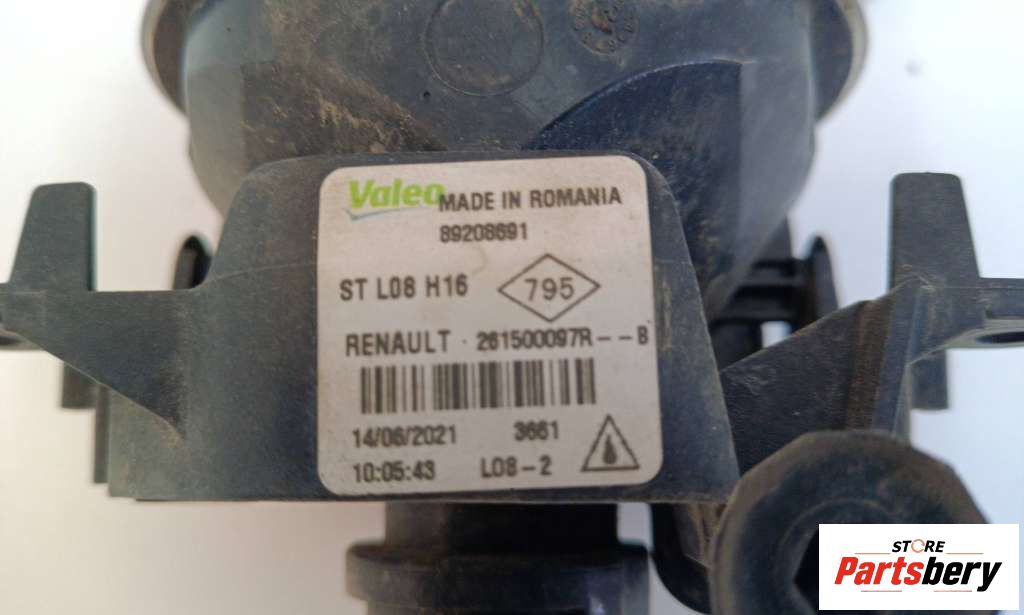 Valeo MADE IN ROMANIA
89208691
ST L08 H16
795
RENAULT · 261500097R--B
14/06/2021 3661
10:05:43 L08-2
STORE
Partsbery